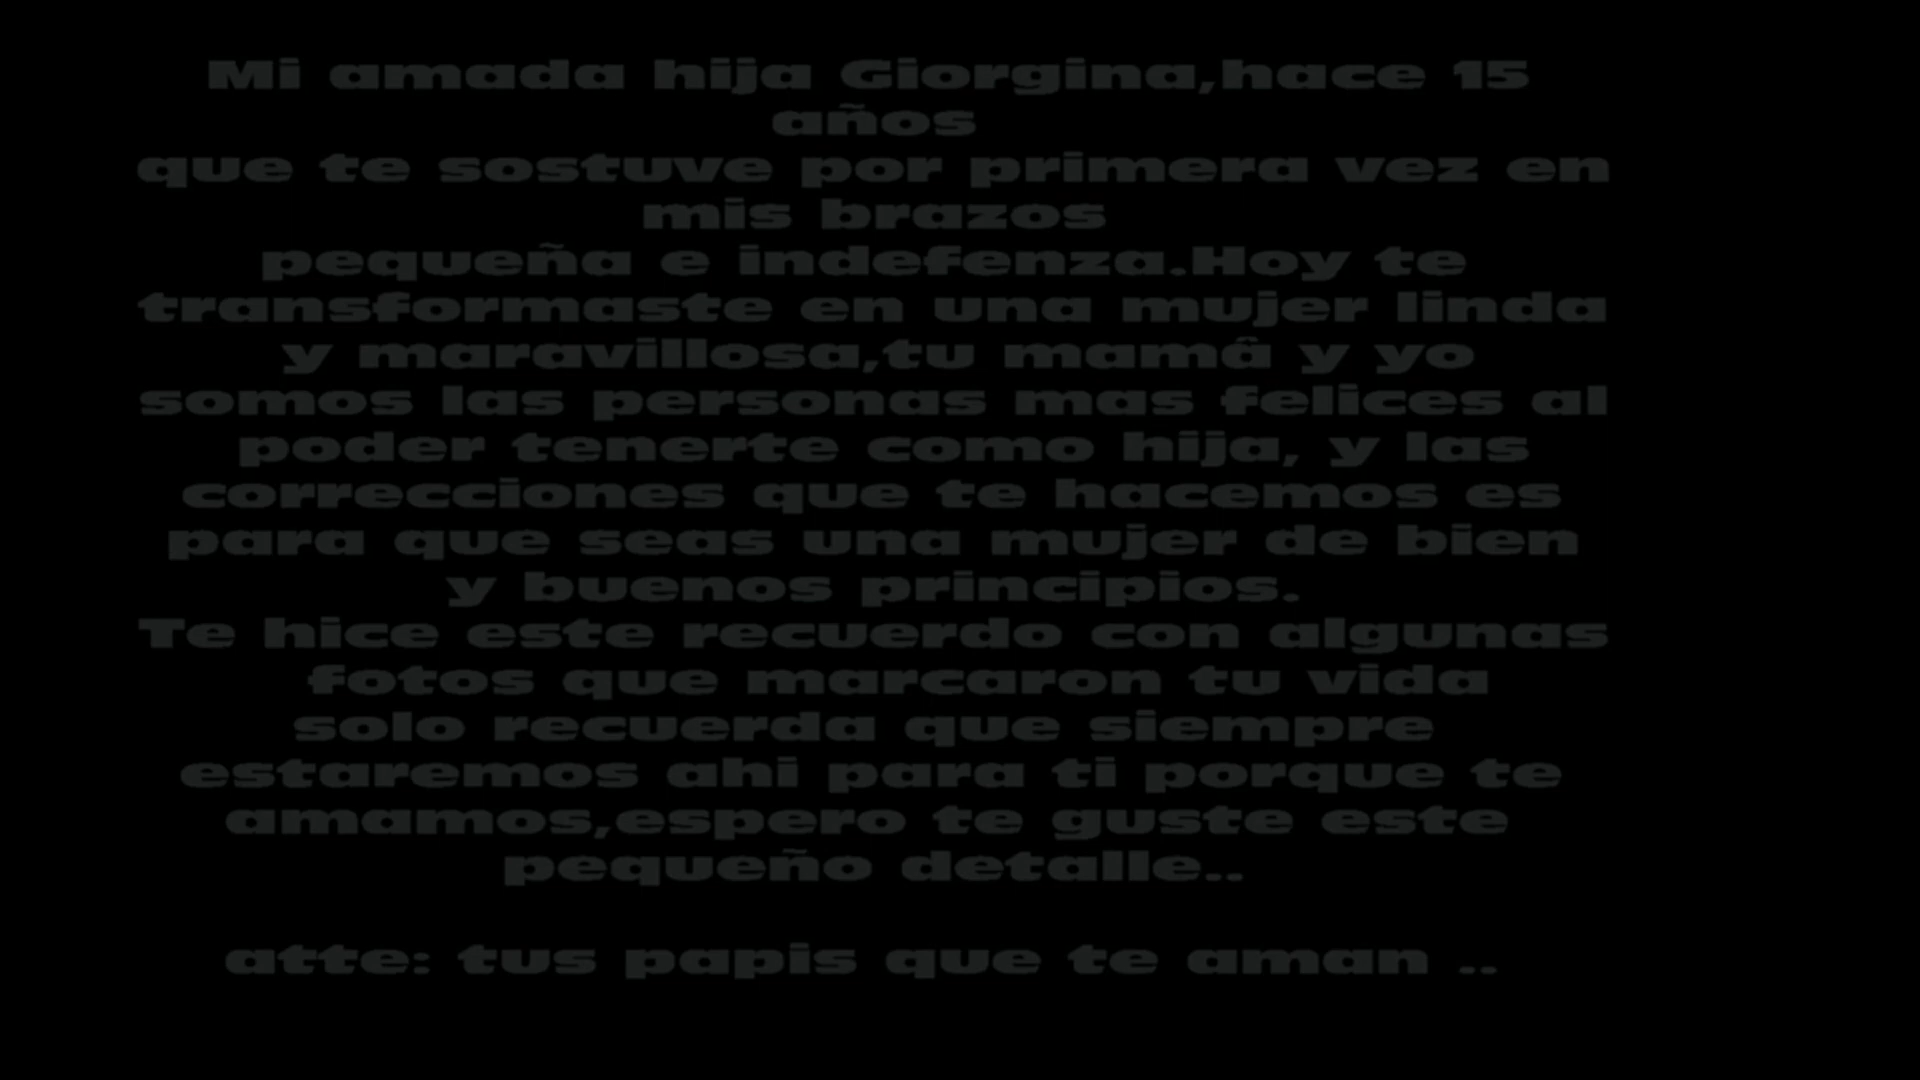 Mi amada hija Giorgina,hace 15
años
que te sostuve por primera vez en
mis brazos
pequeña e indefenza.Hoy te
transformaste en una mujer linda
y maravillosa,tu mamâ y yo
somos las personas mas felices al
poder tenerte como hija, y las
correcciones que te hacemos es
para que seas una mujer de bien
y buenos principios.
Te hice este recuerdo con algunas
fotos que marcaron tu vida
solo recuerda que siempre
estaremos ahi para ti porque te
amamos,espero te guste este
pequeño detalle..
atte: tus papis que te aman ..